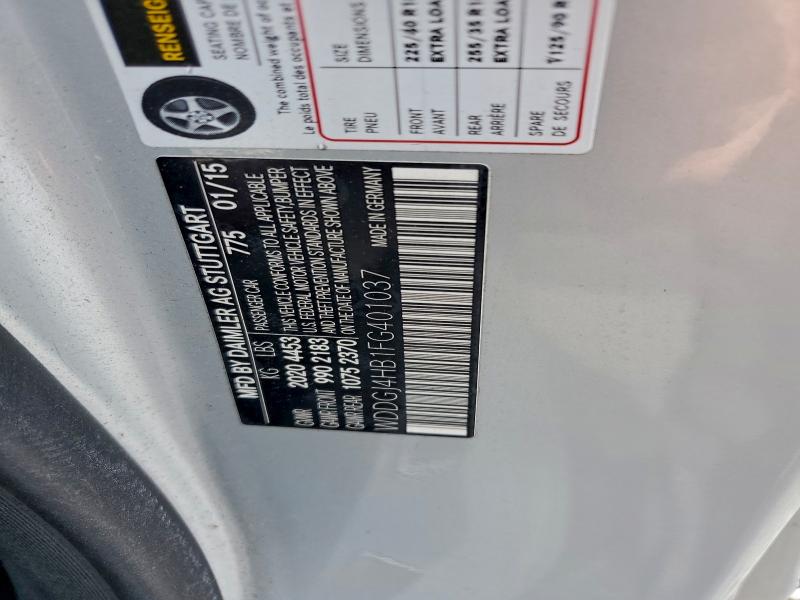 RENSEIG
SEATING CAP
NOMBRE DE
The combined weight of oc
Le poids total des occupants et
TIRE SIZE
PNEU DIMENSIONS
FRONT 225/40 R1
AVANT EXTRA LOA
REAR 255/35 R1
ARRIÈRE EXTRA LOA
SPARE T125/90 R
DE SECOURS
MFD BY DAIMLER AG STUTTGART
KG LBS PASSENGER CAR 775 01/15
GVWR 2020 4453 THIS VEHICLE CONFORMS TO ALL APPLICABLE
GAWR FRONT 990 2183 U.S. FEDERAL MOTOR VEHICLE SAFETY, BUMPER
GAWR REAR 1075 2370 AND THEFT PREVENTION STANDARDS IN EFFECT
ON THE DATE OF MANUFACTURE SHOWN ABOVE
WDDGJ4HB1FG401037 MADE IN GERMANY